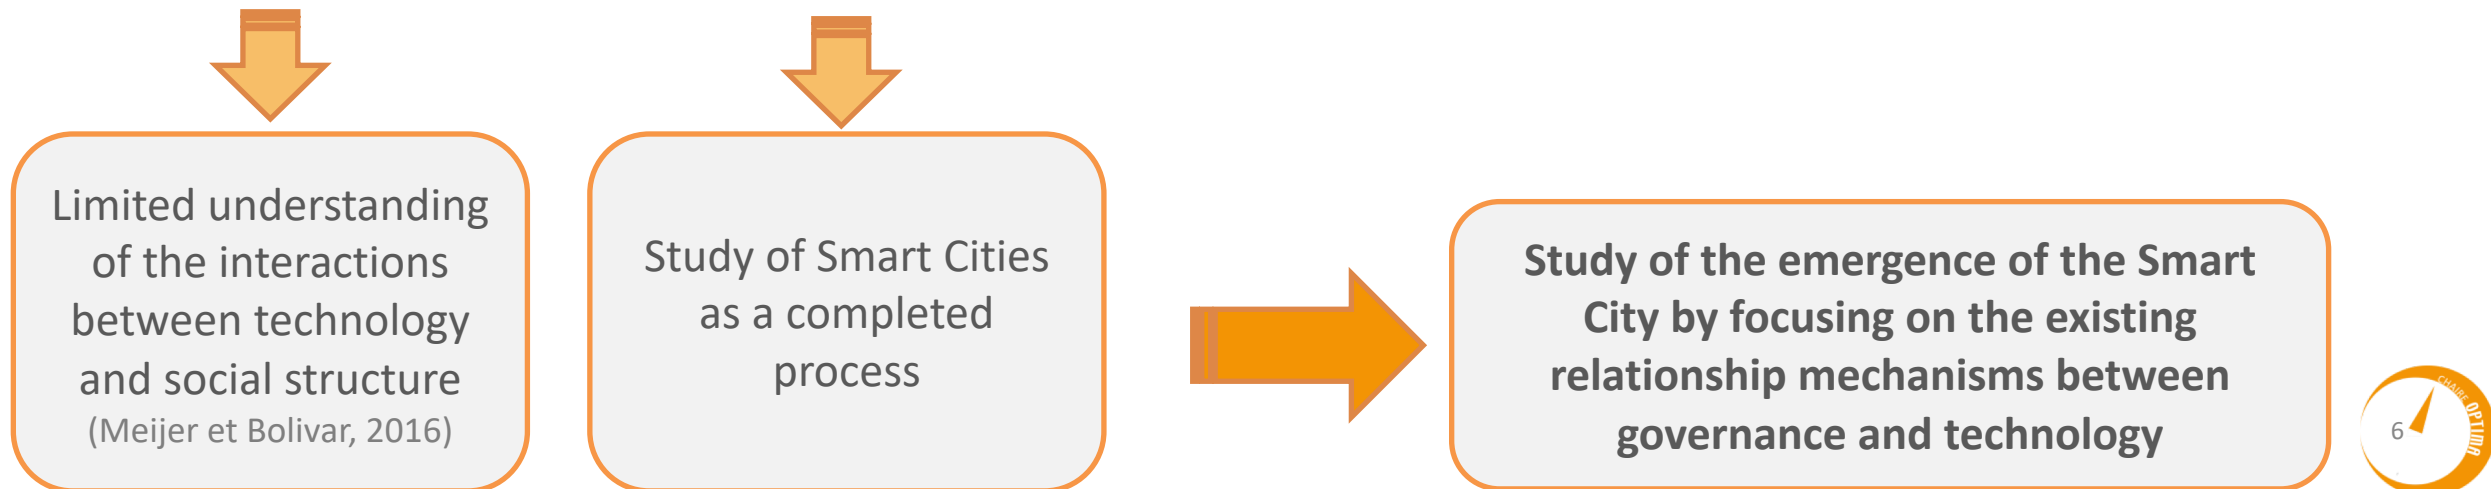 Limited understanding
of the interactions
between technology
and social structure
(Meijer et Bolivar, 2016)
Study of Smart Cities
as a completed
process
Study of the emergence of the Smart
City by focusing on the existing
relationship mechanisms between
governance and technology
CHAIRE OPTIMA
6